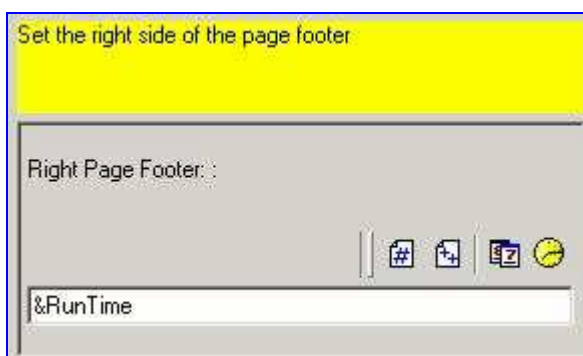 Set the right side of the page footer
Right Page Footer: :
&RunTime